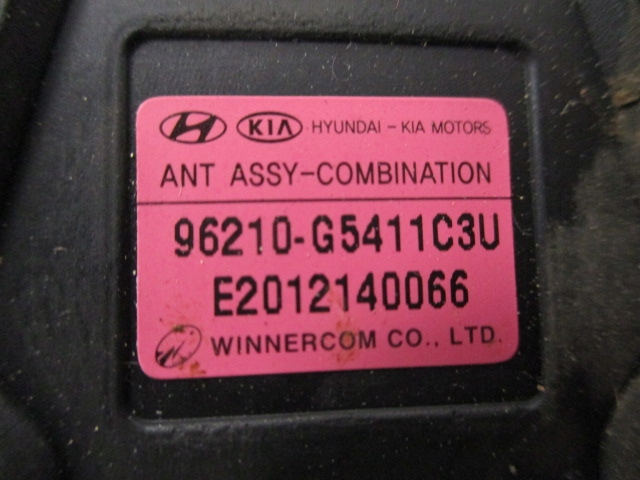 KIA HYUNDAI - KIA MOTORS
ANT ASSY-COMBINATION
96210-G5411C3U
E2012140066
WINNERCOM CO., LTD.